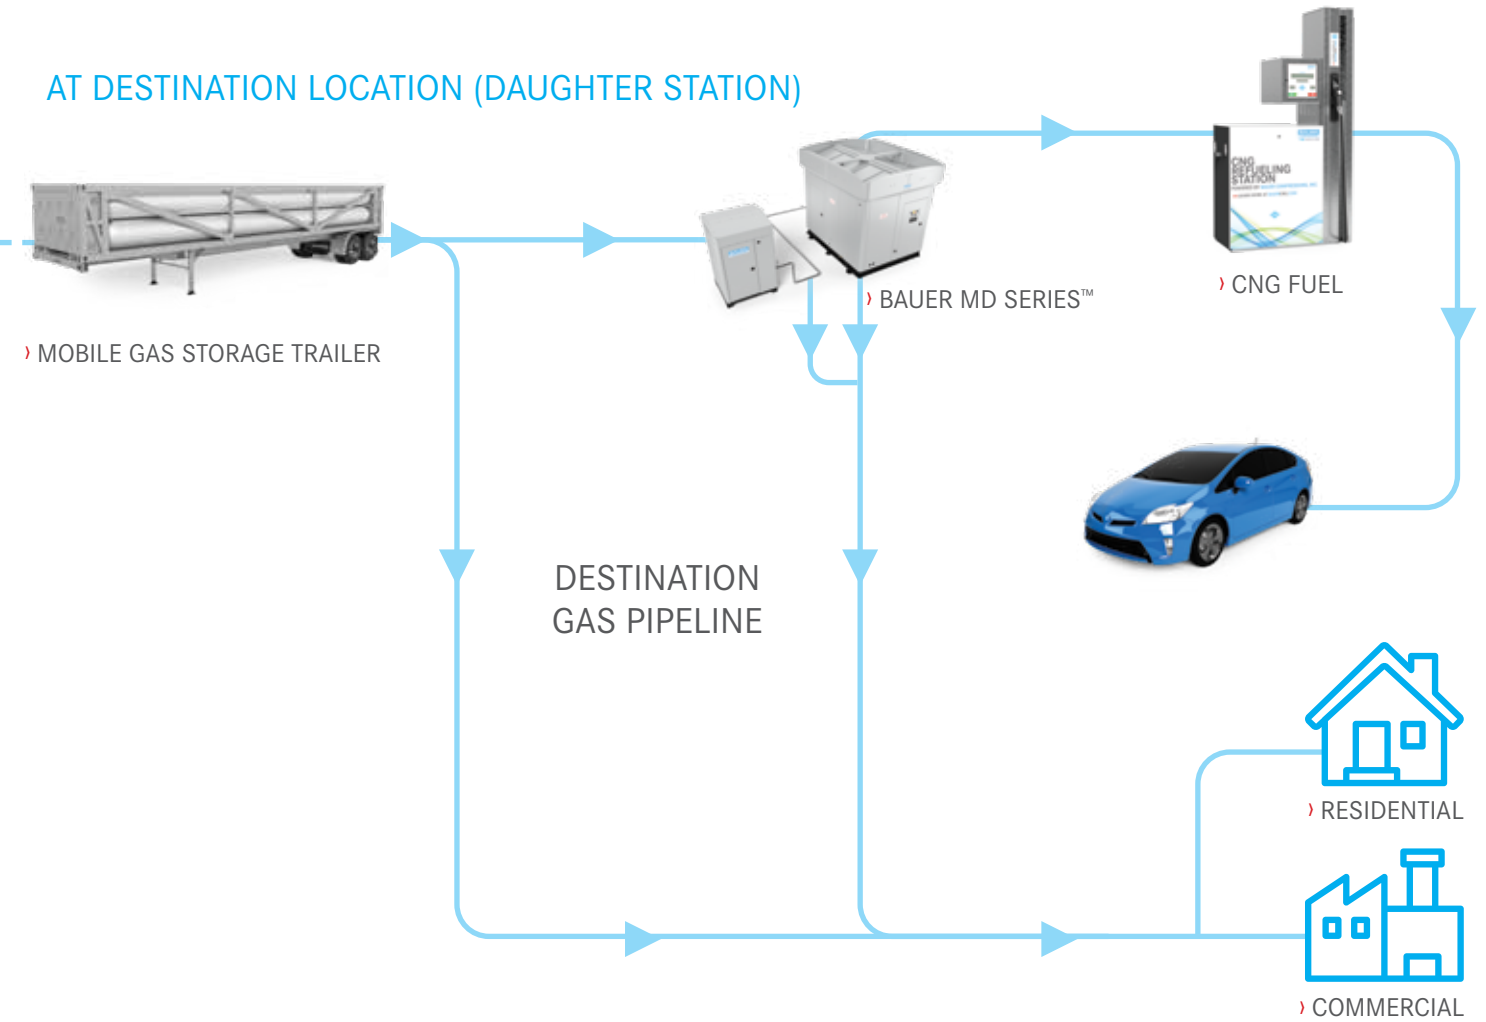 AT DESTINATION LOCATION (DAUGHTER STATION)
CNG
REFUELING
STATION
› CNG FUEL
› BAUER MD SERIES™
› MOBILE GAS STORAGE TRAILER
DESTINATION
GAS PIPELINE
› RESIDENTIAL
› COMMERCIAL